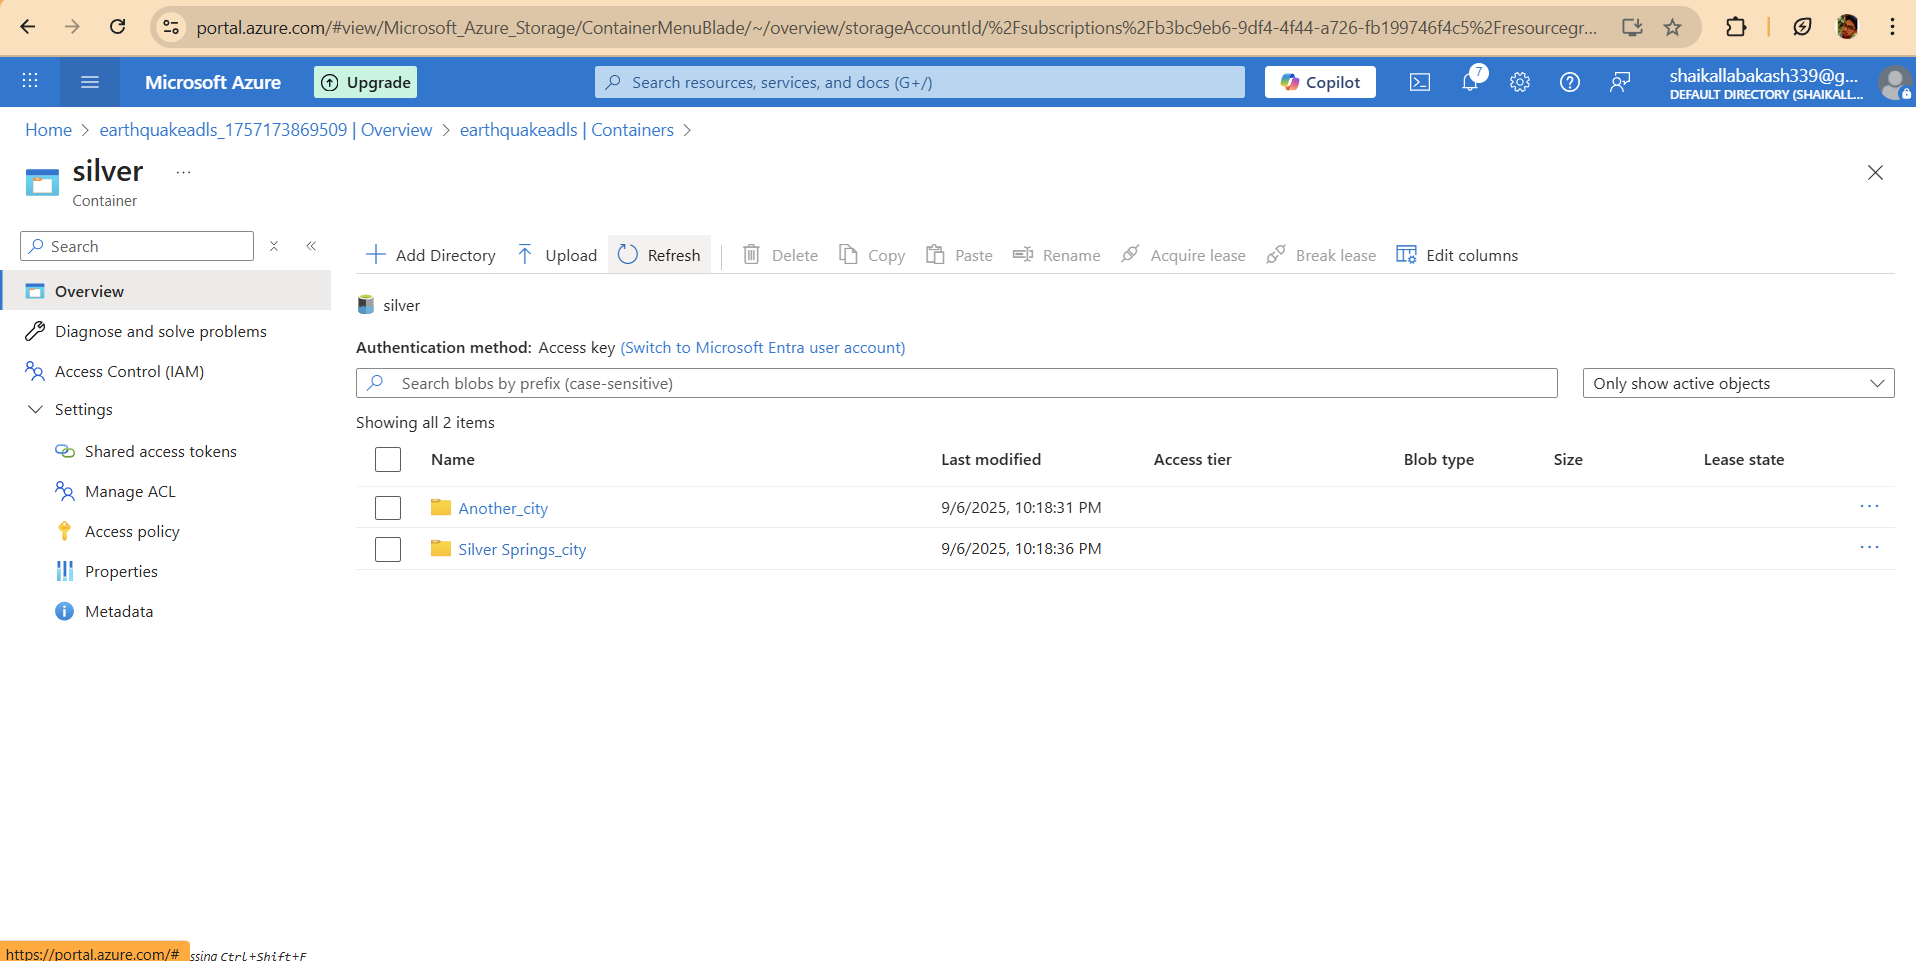 portal.azure.com/#view/Microsoft_Azure_Storage/ContainerMenuBlade/~/overview/storageAccountId/%2Fsubscriptions%2Fb3bc9eb6-9df4-4f44-a726-fb199746f4c5%2Fresourcegr...
Microsoft Azure
Upgrade
Search resources, services, and docs (G+/)
Copilot
7
shaikallabakash339@g...
DEFAULT DIRECTORY (SHAIKALL...
Home > earthquakeadls_1757173869509 | Overview > earthquakeadls | Containers >
silver ...
Container
Search
Overview
Diagnose and solve problems
Access Control (IAM)
Settings
Shared access tokens
Manage ACL
Access policy
Properties
Metadata
Add Directory Upload Refresh Delete Copy Paste Rename Acquire lease Break lease Edit columns
silver
Authentication method: Access key (Switch to Microsoft Entra user account)
Search blobs by prefix (case-sensitive)
Only show active objects
Showing all 2 items
Name Last modified Access tier Blob type Size Lease state
Another_city 9/6/2025, 10:18:31 PM ...
Silver Springs_city 9/6/2025, 10:18:36 PM ...
https://portal.azure.com/# ssing Ctrl+Shift+F